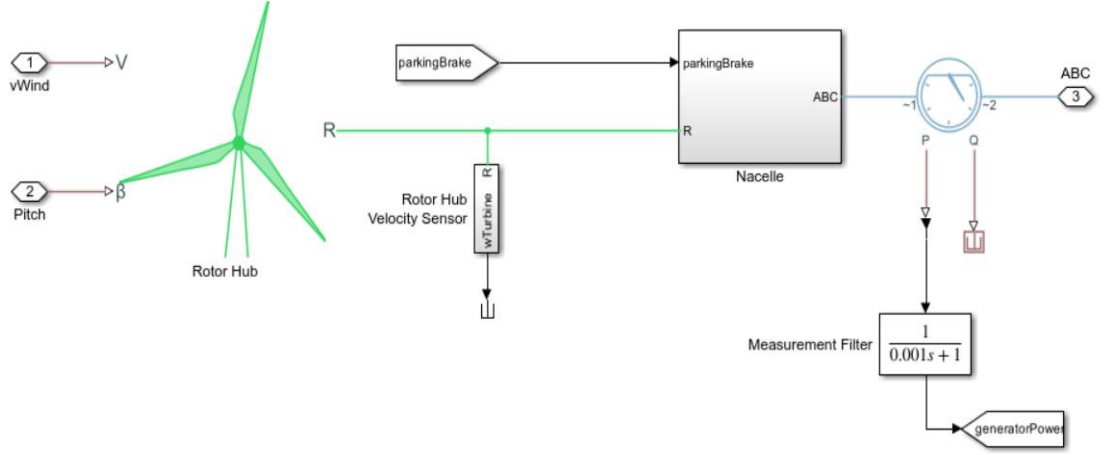 1
vWind
V
2
Pitch
β
Rotor Hub
R
parkingBrake
Rotor Hub
Velocity Sensor
R
wTurbine
parkingBrake
R
ABC
Nacelle
~1
~2
P
Q
ABC
3
Measurement Filter
1
0.001s + 1
generatorPower